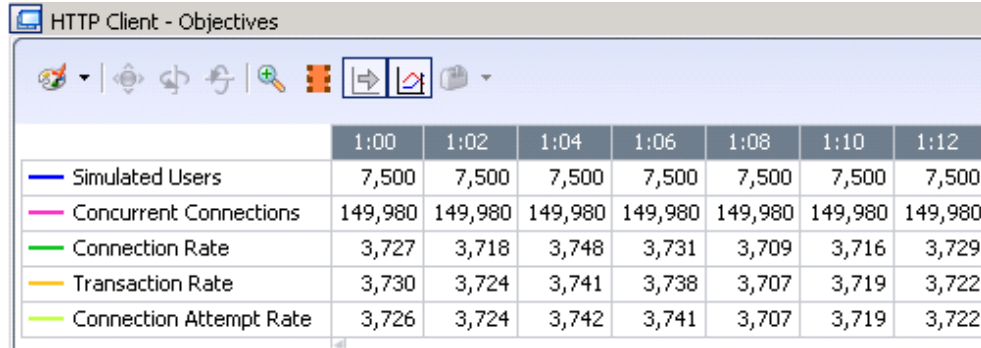 HTTP Client - Objectives
1:00 1:02 1:04 1:06 1:08 1:10 1:12
Simulated Users 7,500 7,500 7,500 7,500 7,500 7,500 7,500
Concurrent Connections 149,980 149,980 149,980 149,980 149,980 149,980 149,980
Connection Rate 3,727 3,718 3,748 3,731 3,709 3,716 3,729
Transaction Rate 3,730 3,724 3,741 3,738 3,707 3,719 3,722
Connection Attempt Rate 3,726 3,724 3,742 3,741 3,707 3,719 3,722